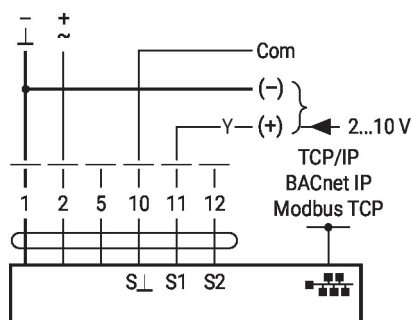 − +
⊥ ~
Com
(−)
Y (+) 2...10 V
TCP/IP
BACnet IP
Modbus TCP
1 2 5 10 11 12
S⊥ S1 S2